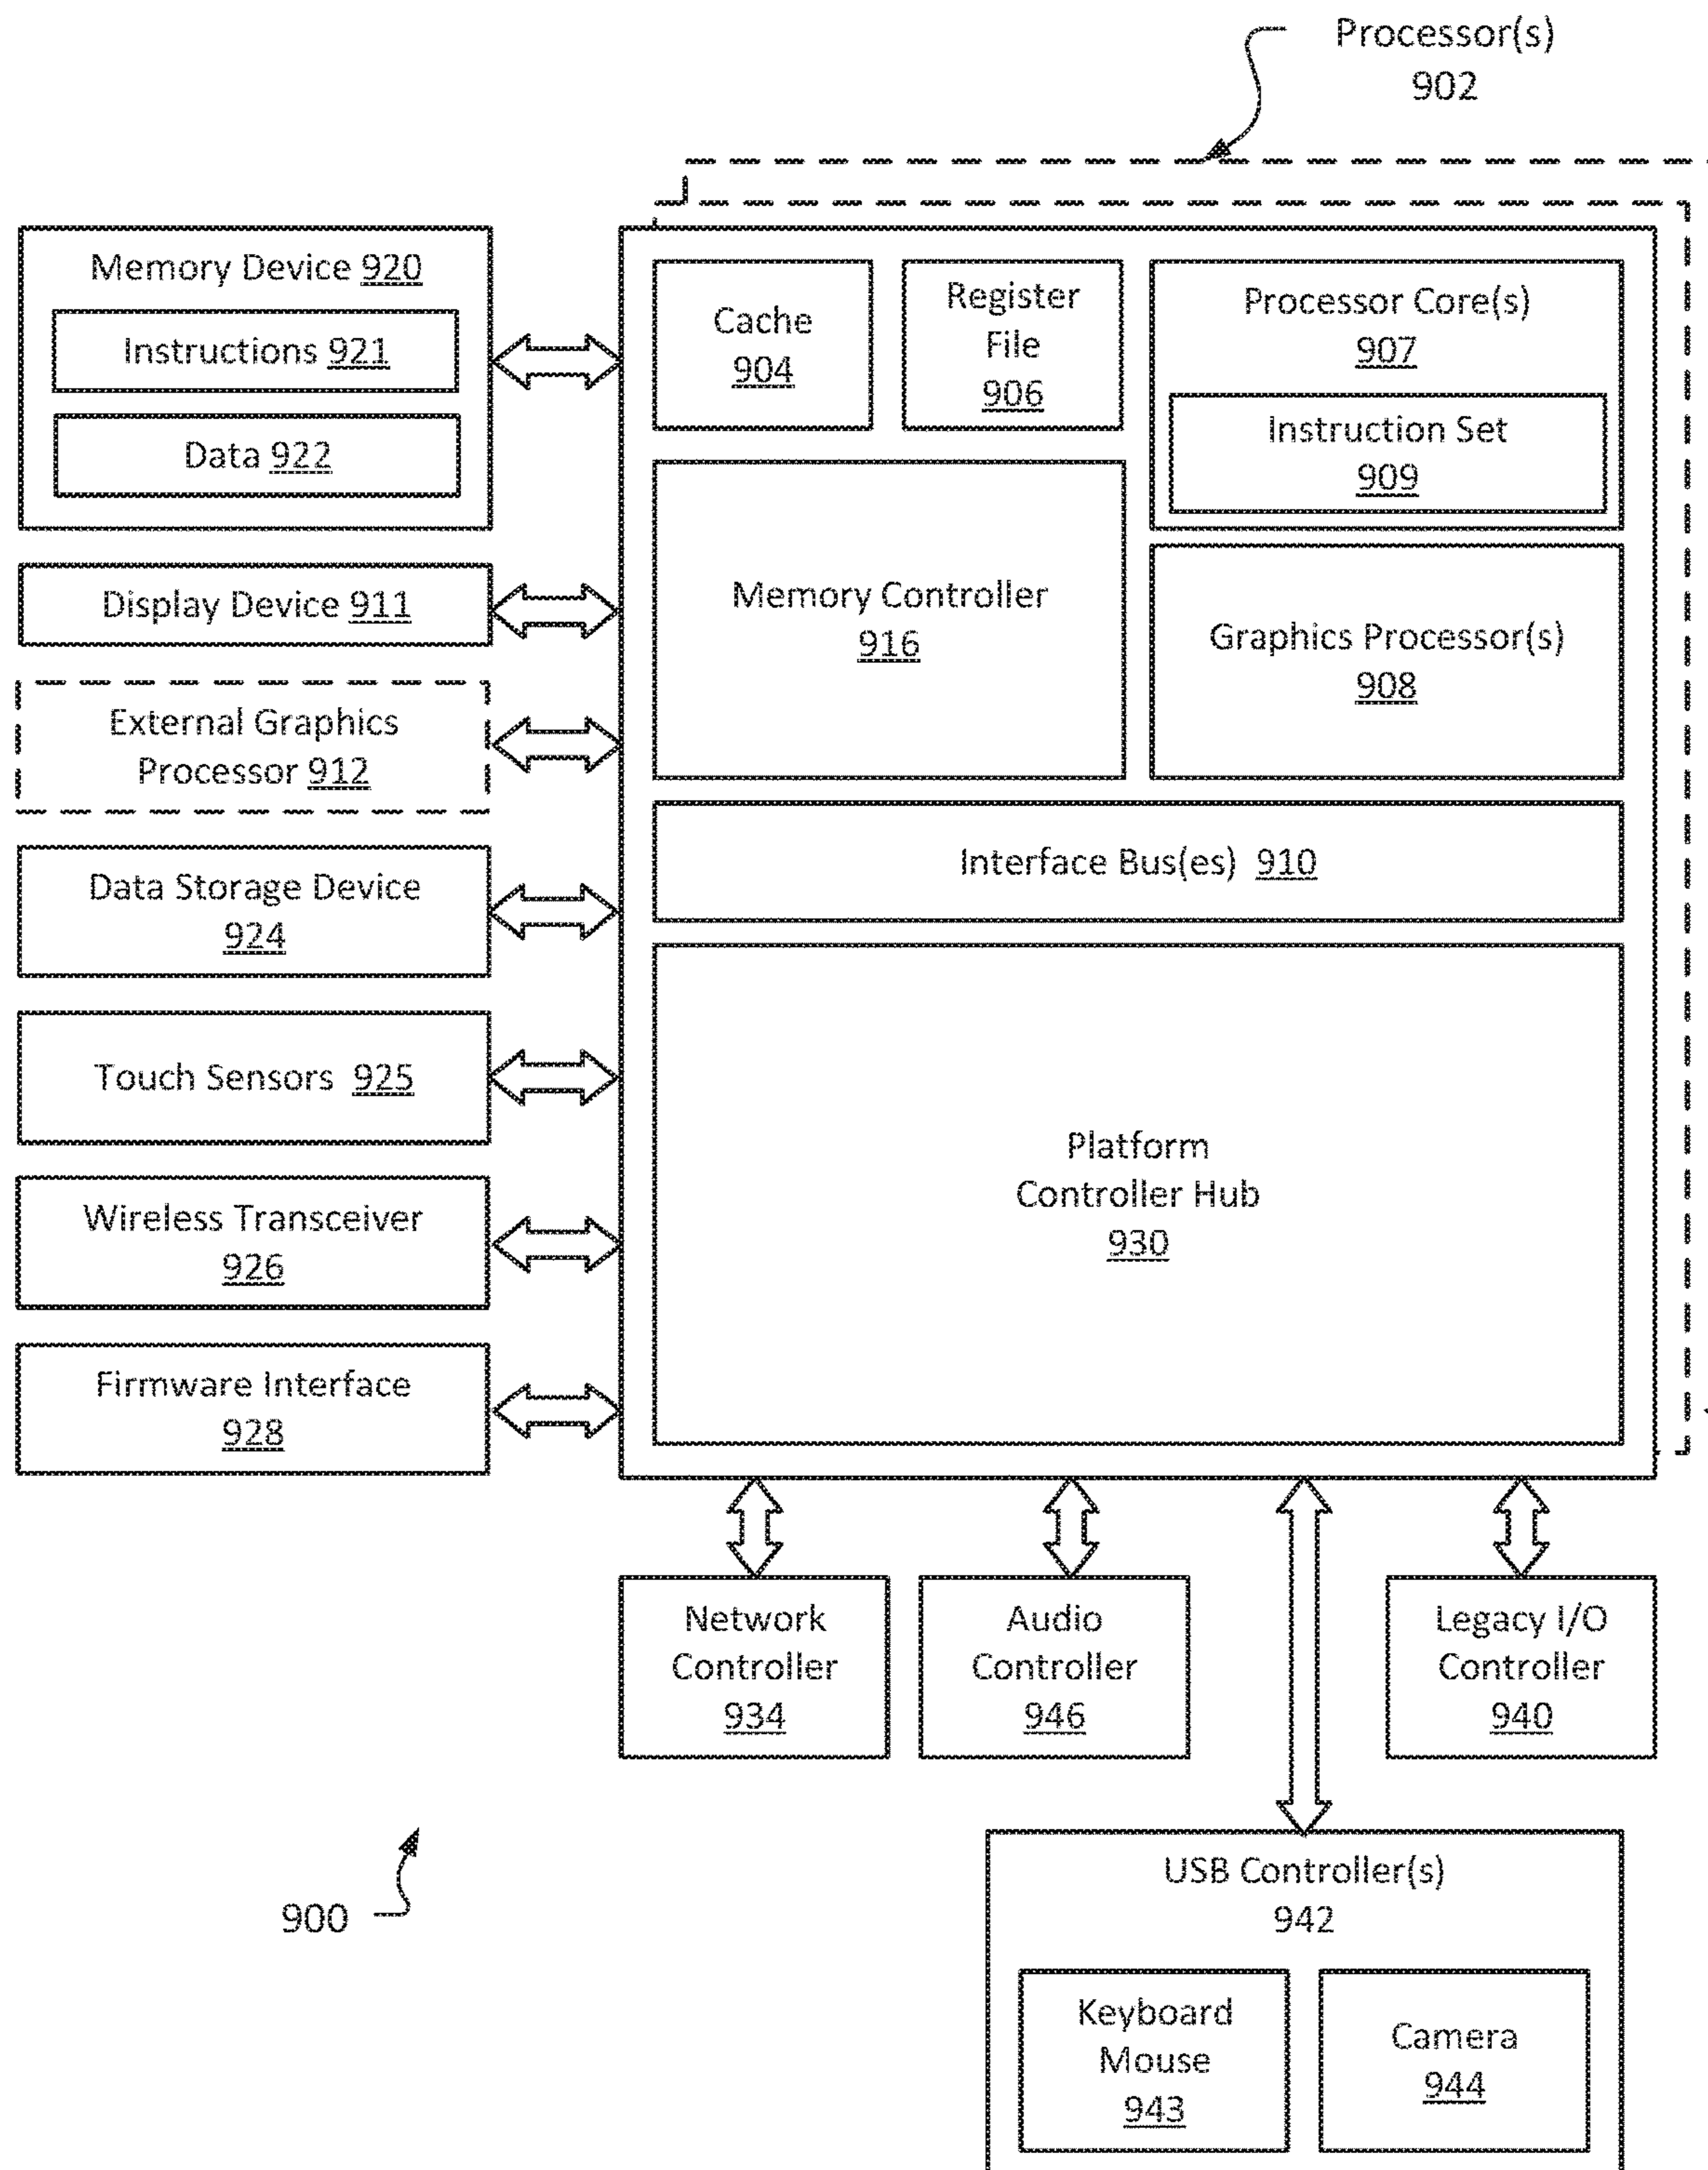 Processor(s)
902
Memory Device 920
Instructions 921
Data 922
Cache
904
Register
File
906
Processor Core(s)
907
Instruction Set
909
Memory Controller
916
Graphics Processor(s)
908
Display Device 911
External Graphics
Processor 912
Interface Bus(es) 910
Data Storage Device
924
Touch Sensors 925
Platform
Controller Hub
930
Wireless Transceiver
926
Firmware Interface
928
Network
Controller
934
Audio
Controller
946
Legacy I/O
Controller
940
USB Controller(s)
942
Keyboard
Mouse
943
Camera
944
900